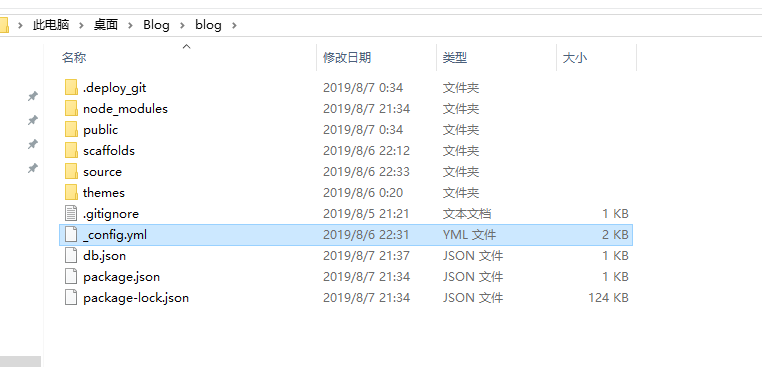 此电脑 > 桌面 > Blog > blog >
名称 修改日期 类型 大小
.deploy_git 2019/8/7 0:34 文件夹
node_modules 2019/8/7 21:34 文件夹
public 2019/8/7 0:34 文件夹
scaffolds 2019/8/6 22:12 文件夹
source 2019/8/6 22:33 文件夹
themes 2019/8/6 0:20 文件夹
.gitignore 2019/8/5 21:21 文本文档 1 KB
_config.yml 2019/8/6 22:31 YML 文件 2 KB
db.json 2019/8/7 21:37 JSON 文件 1 KB
package.json 2019/8/7 21:34 JSON 文件 1 KB
package-lock.json 2019/8/7 21:34 JSON 文件 124 KB